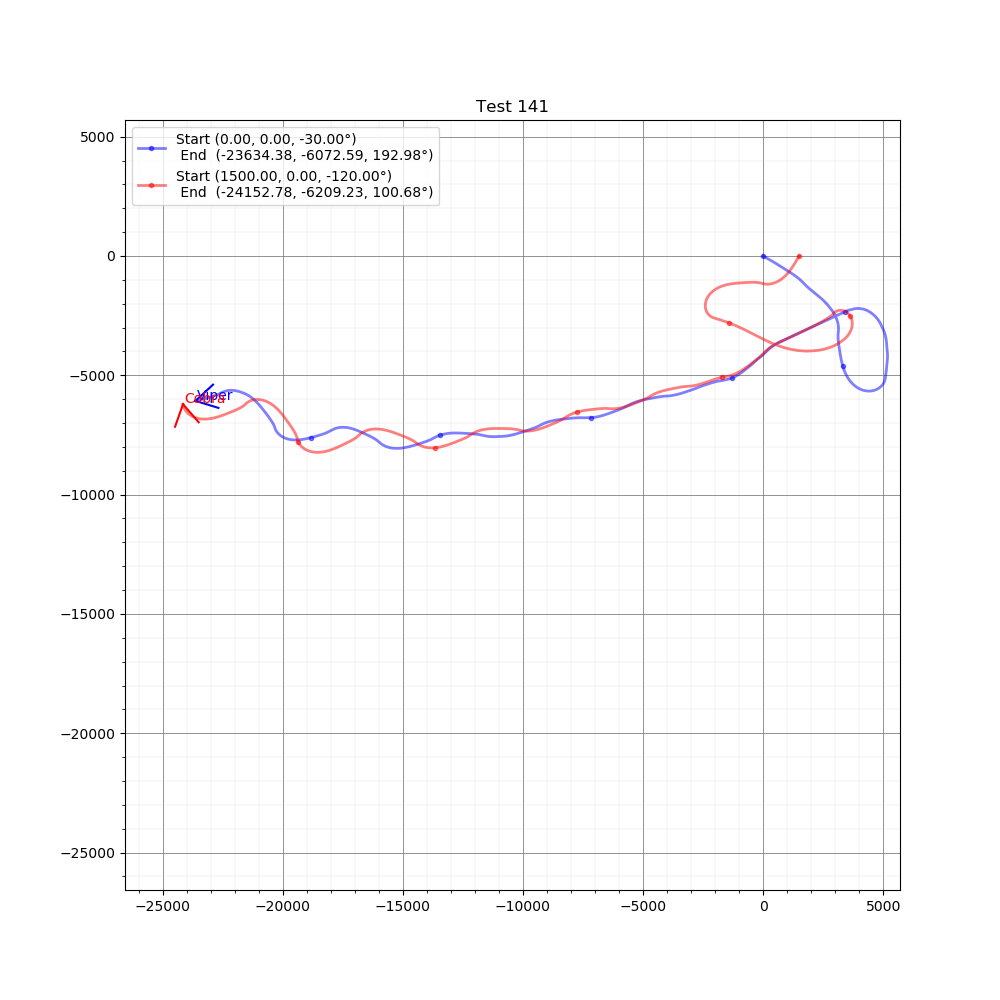 Test 141
Start (0.00, 0.00, -30.00°)
End (-23634.38, -6072.59, 192.98°)
Start (1500.00, 0.00, -120.00°)
End (-24152.78, -6209.23, 100.68°)
5000
0
−5000
−10000
−15000
−20000
−25000
Viper
Cobra
−25000 −20000 −15000 −10000 −5000 0 5000